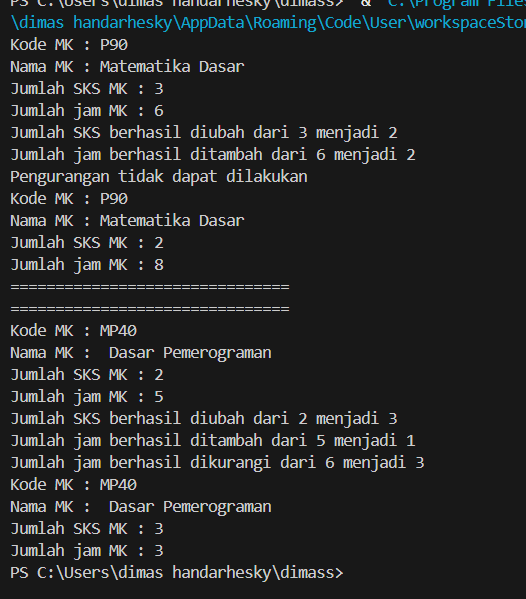 PS C:\Users\dimas handarhesky\dimass> & 'C:\Program Files
\dimas handarhesky\AppData\Roaming\Code\User\workspaceSto
Kode MK : P90
Nama MK : Matematika Dasar
Jumlah SKS MK : 3
Jumlah jam MK : 6
Jumlah SKS berhasil diubah dari 3 menjadi 2
Jumlah jam berhasil ditambah dari 6 menjadi 2
Pengurangan tidak dapat dilakukan
Kode MK : P90
Nama MK : Matematika Dasar
Jumlah SKS MK : 2
Jumlah jam MK : 8
===============================
===============================
Kode MK : MP40
Nama MK :  Dasar Pemerograman
Jumlah SKS MK : 2
Jumlah jam MK : 5
Jumlah SKS berhasil diubah dari 2 menjadi 3
Jumlah jam berhasil ditambah dari 5 menjadi 1
Jumlah jam berhasil dikurangi dari 6 menjadi 3
Kode MK : MP40
Nama MK :  Dasar Pemerograman
Jumlah SKS MK : 3
Jumlah jam MK : 3
PS C:\Users\dimas handarhesky\dimass>